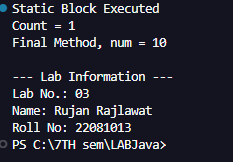 Static Block Executed
Count = 1
Final Method, num = 10
--- Lab Information ---
Lab No.: 03
Name: Rujan Rajlawat
Roll No: 22081013
PS C:\7TH sem\LABJava>